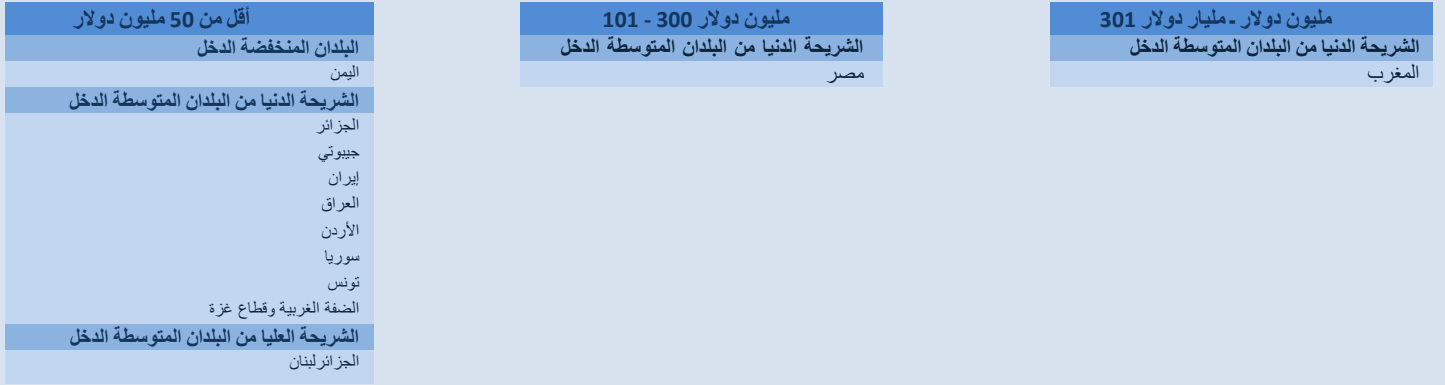 أقل من 50 مليون دولار
البلدان المنخفضة الدخل
اليمن
الشريحة الدنيا من البلدان المتوسطة الدخل
الجزائر
جيبوتي
إيران
العراق
الأردن
سوريا
تونس
الضفة الغربية وقطاع غزة
الشريحة العليا من البلدان المتوسطة الدخل
الجزائرلبنان
مليون دولار 300 - 101
الشريحة الدنيا من البلدان المتوسطة الدخل
مصر
مليون دولار ـ مليار دولار 301
الشريحة الدنيا من البلدان المتوسطة الدخل
المغرب